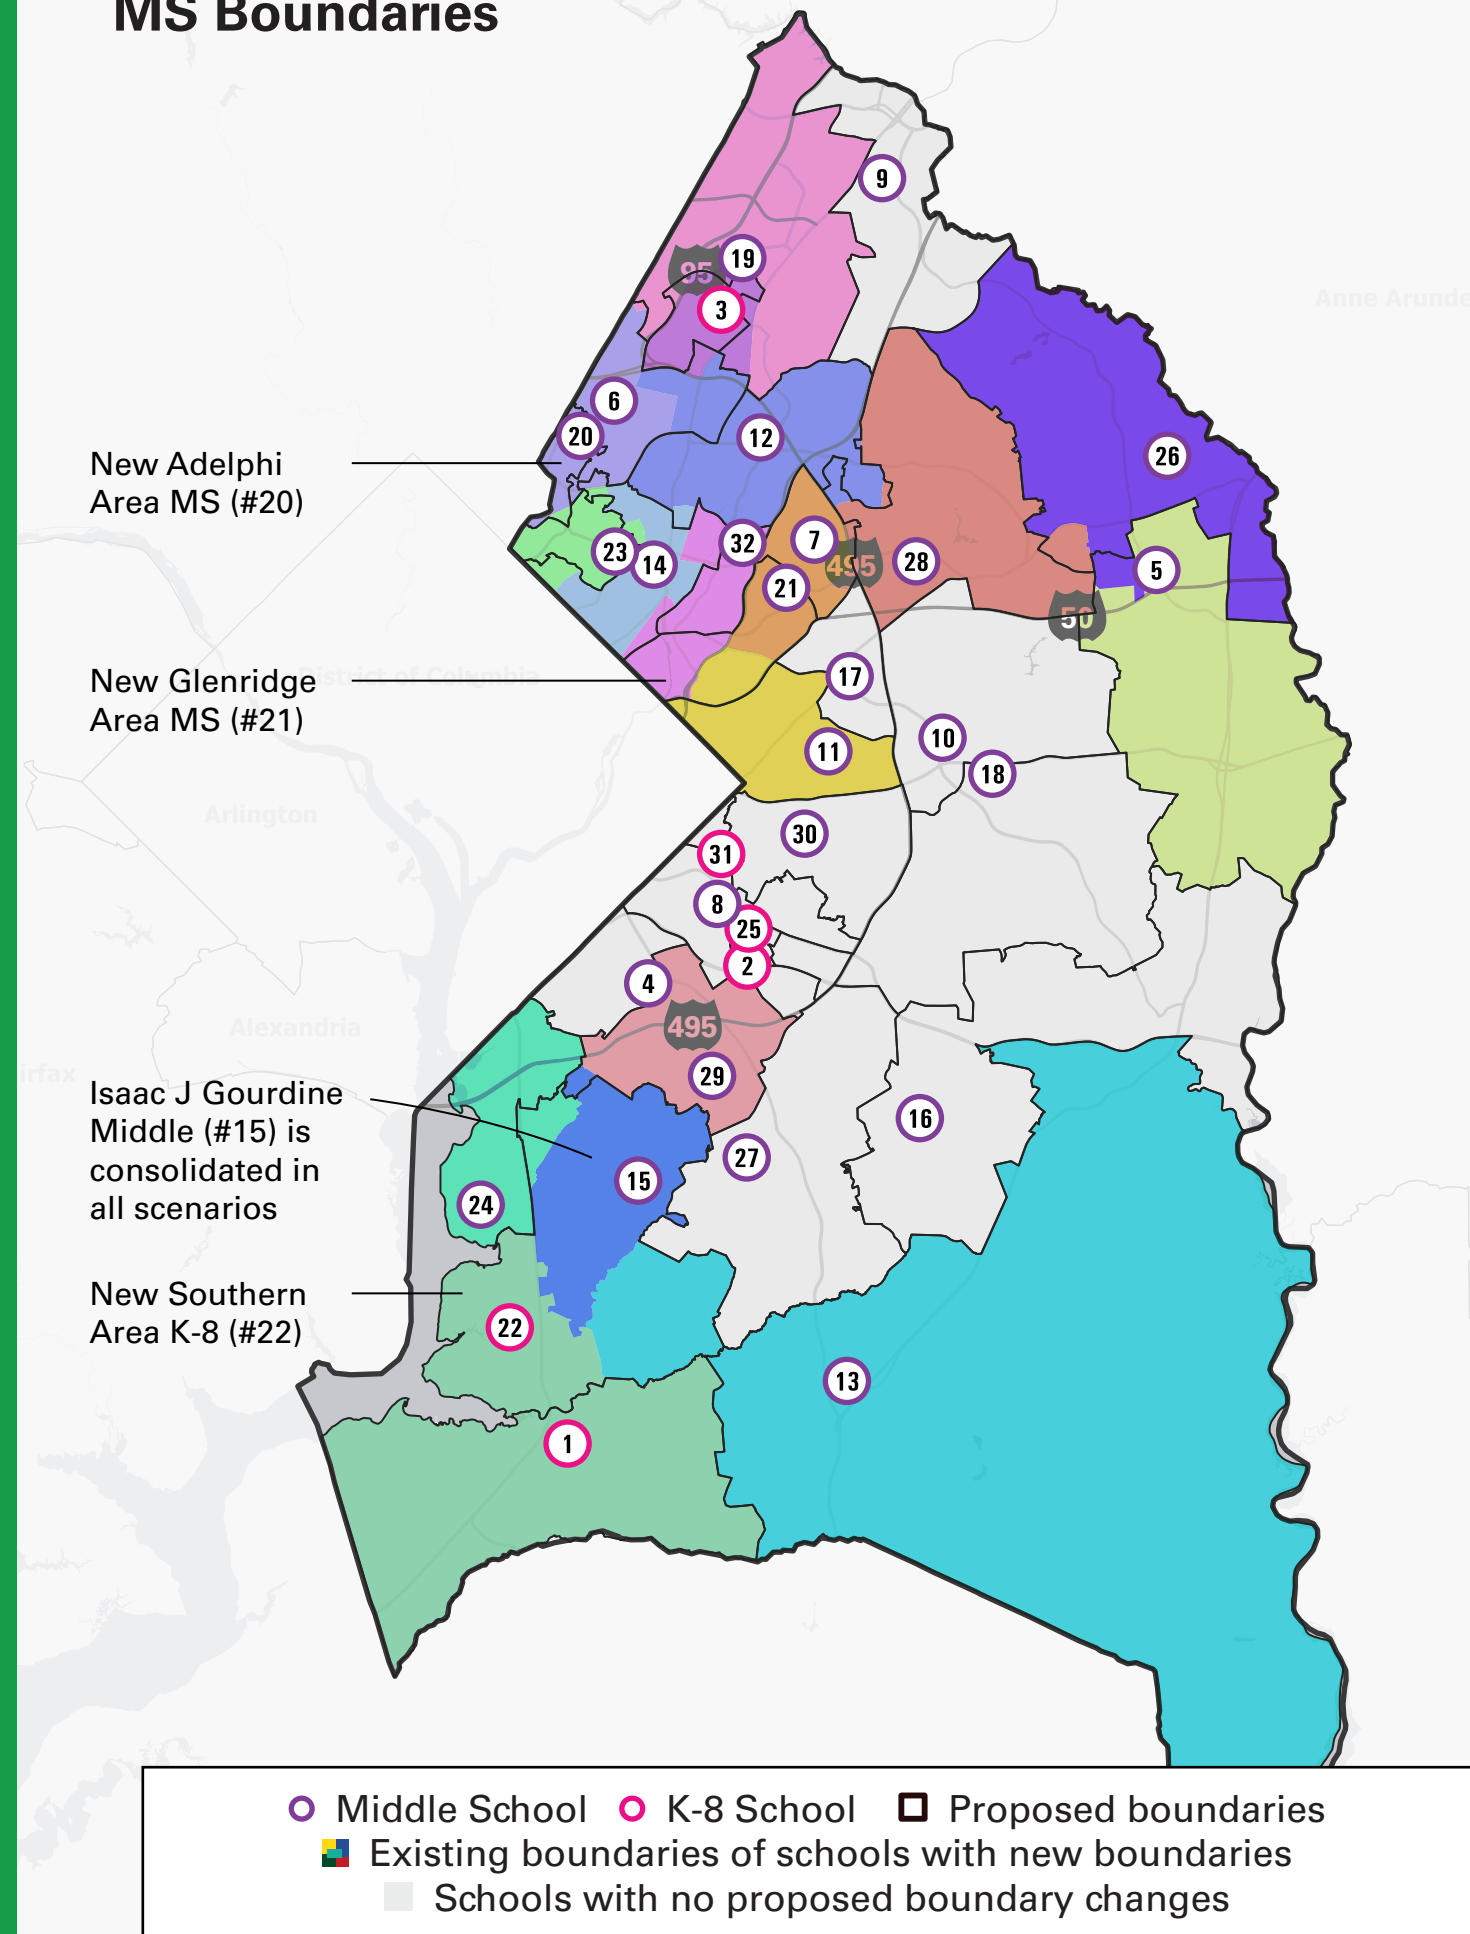 MS Boundaries
9
Anne Arunde
95
19
3
6
20
12
26
New Adelphi
Area MS (#20)
23
14
32
7
495
28
5
21
50
New Glenridge
Area MS (#21)
District of Columbia
17
10
11
18
Arlington
30
31
8
25
2
4
Alexandria
495
irfax
29
Isaac J Gourdine
Middle (#15) is
consolidated in
all scenarios
16
27
15
24
New Southern
Area K-8 (#22)
22
13
1
Middle School K-8 School Proposed boundaries
Existing boundaries of schools with new boundaries
Schools with no proposed boundary changes